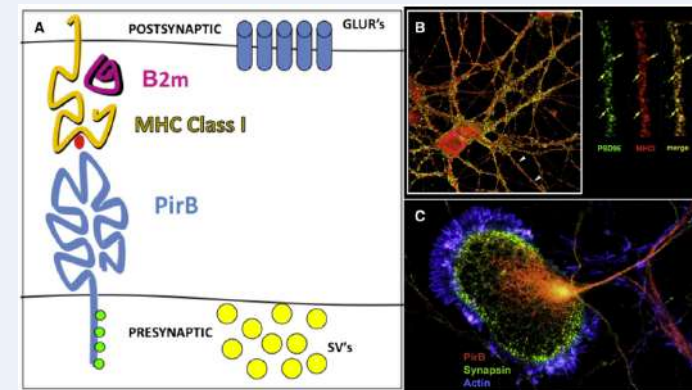 A
POSTSYNAPTIC
GLUR's
B2m
MHC Class I
PirB
PRESYNAPTIC
SV's
B
PSD95
MHCI
merge
C
PirB
Synapsin
Actin